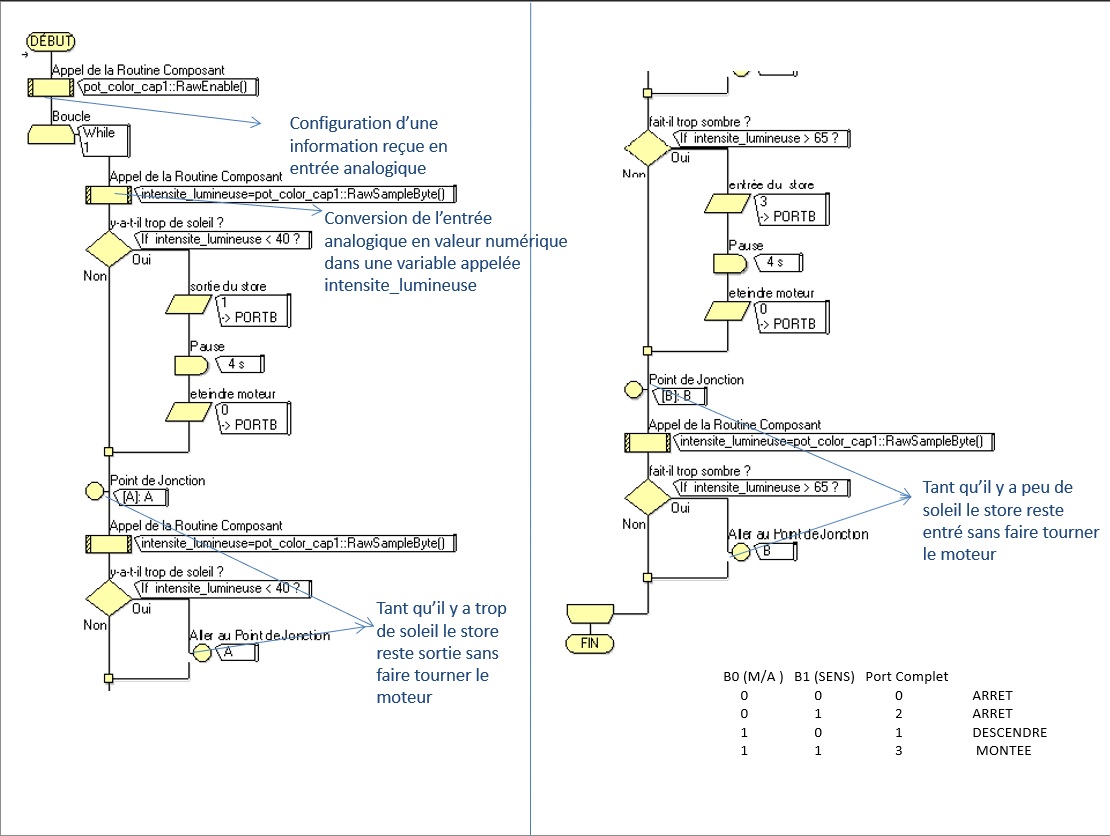 DÉBUT
Appel de la Routine Composant
pot_color_cap1::RawEnable()
Boucle
While
1
Configuration d'une
information reçue en
entrée analogique
Appel de la Routine Composant
intensite_lumineuse=pot_color_cap1::RawSampleByte()
y-a-t-il trop de soleil ?
If intensite_lumineuse < 40 ?
Oui
Non
Conversion de l'entrée
analogique en valeur numérique
dans une variable appelée
intensite_lumineuse
sortie du store
1
-> PORTB
Pause
4 s
eteindre moteur
0
-> PORTB
Point de Jonction
[A]: A
Appel de la Routine Composant
intensite_lumineuse=pot_color_cap1::RawSampleByte()
y-a-t-il trop de soleil ?
If intensite_lumineuse < 40 ?
Oui
Non
Aller au Point de Jonction
A
Tant qu'il y a trop
de soleil le store
reste sortie sans
faire tourner le
moteur
fait-il trop sombre ?
If intensite_lumineuse > 65 ?
Oui
Non
entrée du store
3
-> PORTB
Pause
4 s
eteindre moteur
0
-> PORTB
Point de Jonction
[B]: B
Appel de la Routine Composant
intensite_lumineuse=pot_color_cap1::RawSampleByte()
fait-il trop sombre ?
If intensite_lumineuse > 65 ?
Oui
Non
Aller au Point de Jonction
B
Tant qu'il y a peu de
soleil le store reste
entré sans faire tourner
le moteur
FIN
B0 (M/A ) B1 (SENS) Port Complet
0 0 0 ARRET
0 1 2 ARRET
1 0 1 DESCENDRE
1 1 3 MONTEE